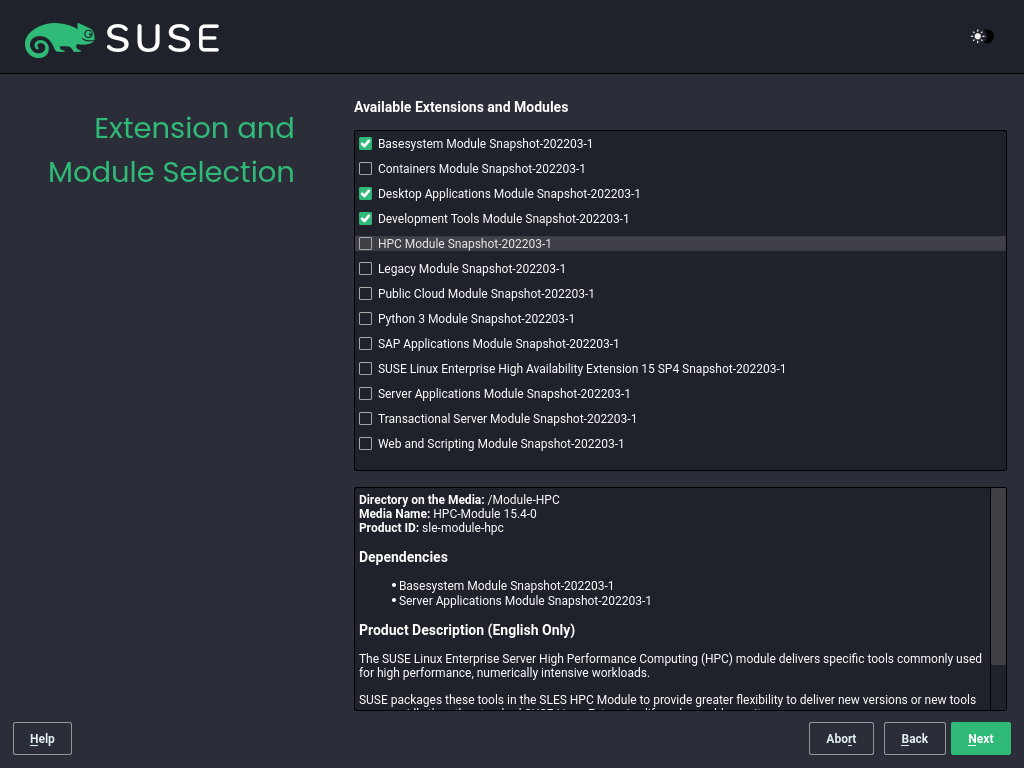 SUSE
Extension and
Module Selection
Available Extensions and Modules
Basesystem Module Snapshot-202203-1
Containers Module Snapshot-202203-1
Desktop Applications Module Snapshot-202203-1
Development Tools Module Snapshot-202203-1
HPC Module Snapshot-202203-1
Legacy Module Snapshot-202203-1
Public Cloud Module Snapshot-202203-1
Python 3 Module Snapshot-202203-1
SAP Applications Module Snapshot-202203-1
SUSE Linux Enterprise High Availability Extension 15 SP4 Snapshot-202203-1
Server Applications Module Snapshot-202203-1
Transactional Server Module Snapshot-202203-1
Web and Scripting Module Snapshot-202203-1
Directory on the Media: /Module-HPC
Media Name: HPC-Module 15.4-0
Product ID: sle-module-hpc
Dependencies
• Basesystem Module Snapshot-202203-1
• Server Applications Module Snapshot-202203-1
Product Description (English Only)
The SUSE Linux Enterprise Server High Performance Computing (HPC) module delivers specific tools commonly used
for high performance, numerically intensive workloads.
SUSE packages these tools in the SLES HPC Module to provide greater flexibility to deliver new versions or new tools
Help
Abort
Back
Next